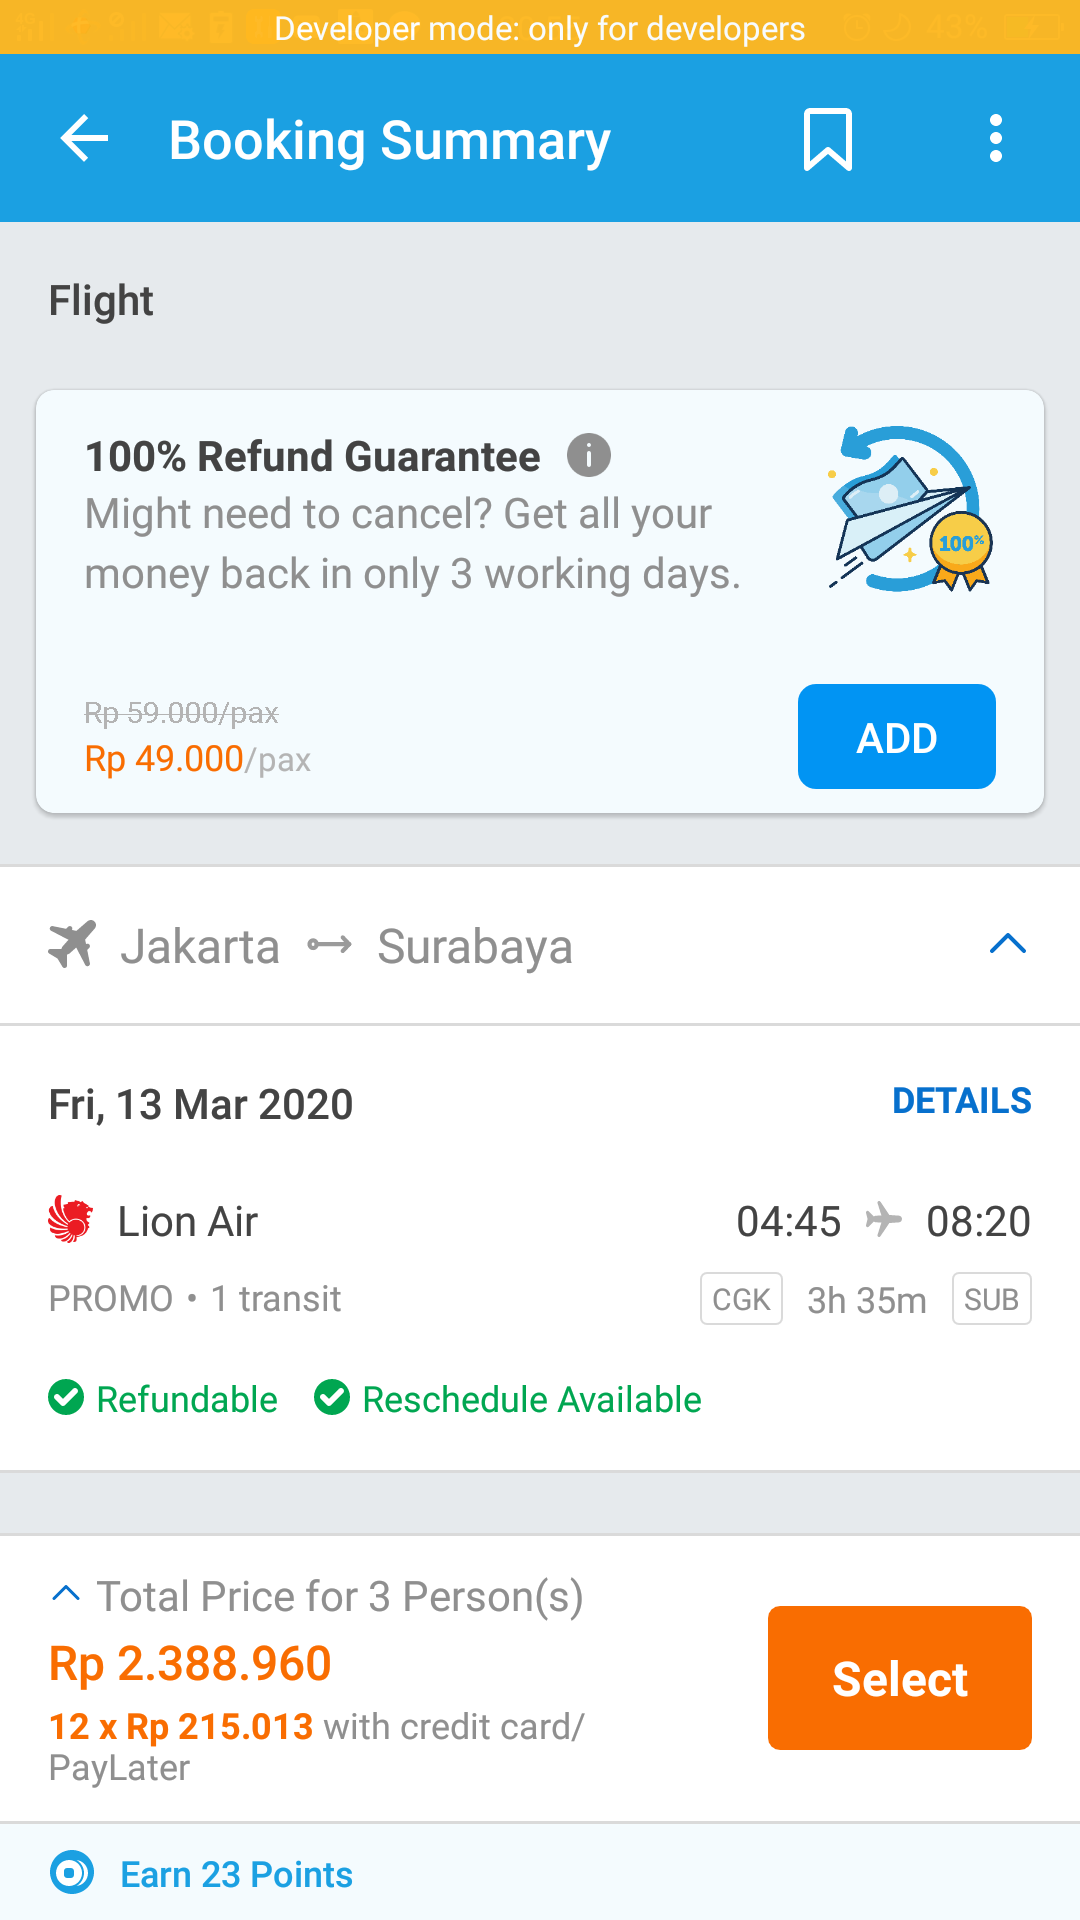 Developer mode: only for developers
43%
Booking Summary
Flight
100% Refund Guarantee
Might need to cancel? Get all your
money back in only 3 working days.
100%
Rp 59.000/pax
Rp 49.000/pax
ADD
Jakarta
Surabaya
Fri, 13 Mar 2020
DETAILS
Lion Air
04:45
08:20
PROMO • 1 transit
CGK
3h 35m
SUB
Refundable
Reschedule Available
Total Price for 3 Person(s)
Rp 2.388.960
12 x Rp 215.013 with credit card/
PayLater
Select
Earn 23 Points